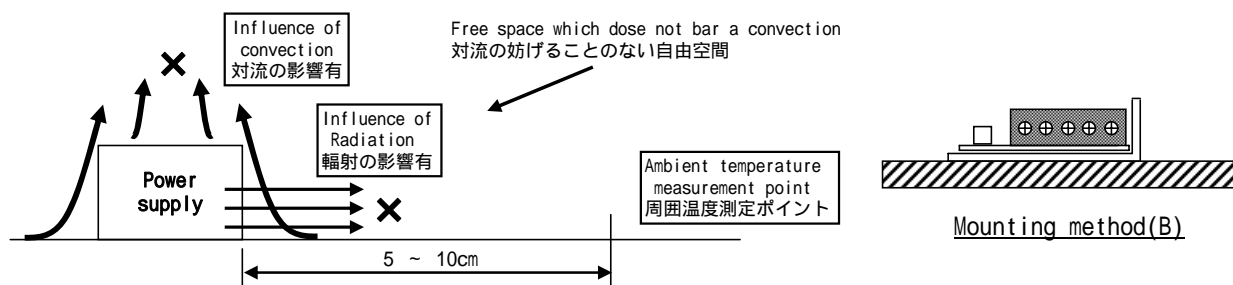 Influence of
convection
対流の影響有
Free space which dose not bar a convection
対流の妨げることのない自由空間
Influence of
Radiation
輻射の影響有
Power
supply
Ambient temperature
measurement point
周囲温度測定ポイント
5 ~ 10cm
Mounting method(B)